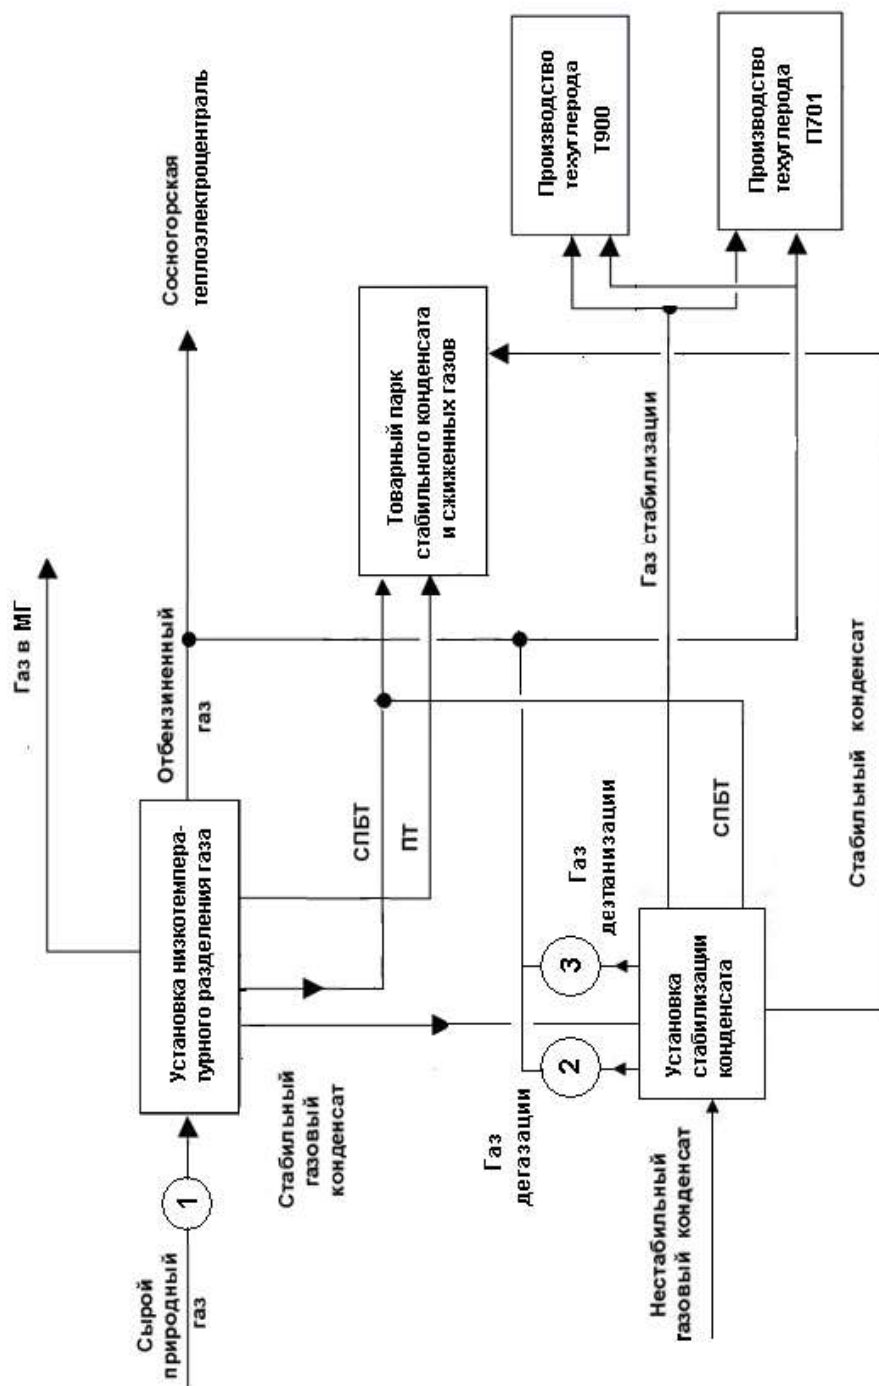 Сырой
природный
газ
1
Установка низкотемпера-
турного разделения газа
Газ в МГ
Отбензиненный
газ
Сосногорская
теплоэлектроцентраль
Стабильный
газовый
конденсат
СПБТ
ПТ
Товарный парк
стабильного конденсата
и сжиженных газов
Производство
техуглерода
Т900
Производство
техуглерода
П701
Газ
дегазации
2
3
Газ
деэтанизации
Газ стабилизации
Нестабильный
газовый конденсат
Установка
стабилизации
конденсата
СПБТ
Стабильный конденсат